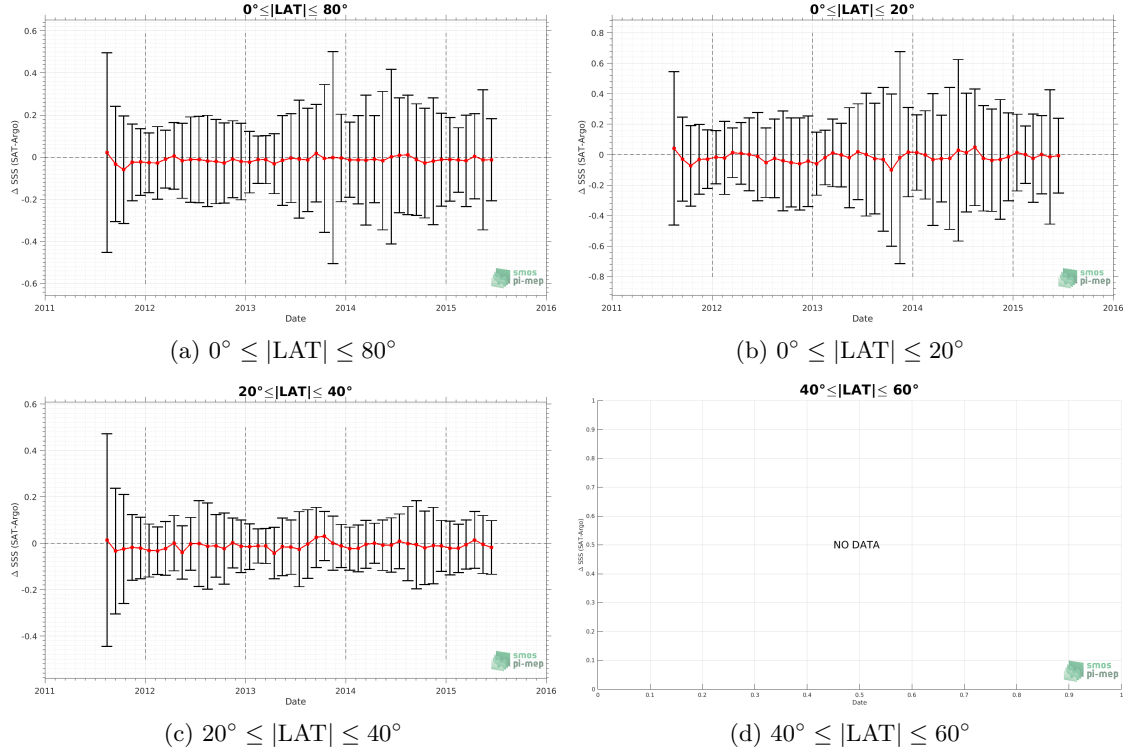 0°≤|LAT|≤ 80°
0.6
0.4
0.2
0
-0.2
-0.4
-0.6
Δ SSS (SAT-Argo)
2011 2012 2013 2014 2015 2016
Date
smos
pi-mep
(a) 0° ≤ |LAT| ≤ 80°
0°≤|LAT|≤ 20°
0.8
0.6
0.4
0.2
0
-0.2
-0.4
-0.6
-0.8
Δ SSS (SAT-Argo)
2011 2012 2013 2014 2015 2016
Date
smos
pi-mep
(b) 0° ≤ |LAT| ≤ 20°
20°≤|LAT|≤ 40°
0.6
0.4
0.2
0
-0.2
-0.4
Δ SSS (SAT-Argo)
2011 2012 2013 2014 2015 2016
Date
smos
pi-mep
(c) 20° ≤ |LAT| ≤ 40°
40°≤|LAT|≤ 60°
1
0.9
0.8
0.7
0.6
0.5
0.4
0.3
0.2
0.1
0
Δ SSS (SAT-Argo)
NO DATA
0 0.1 0.2 0.3 0.4 0.5 0.6 0.7 0.8 0.9 1
Date
smos
pi-mep
(d) 40° ≤ |LAT| ≤ 60°